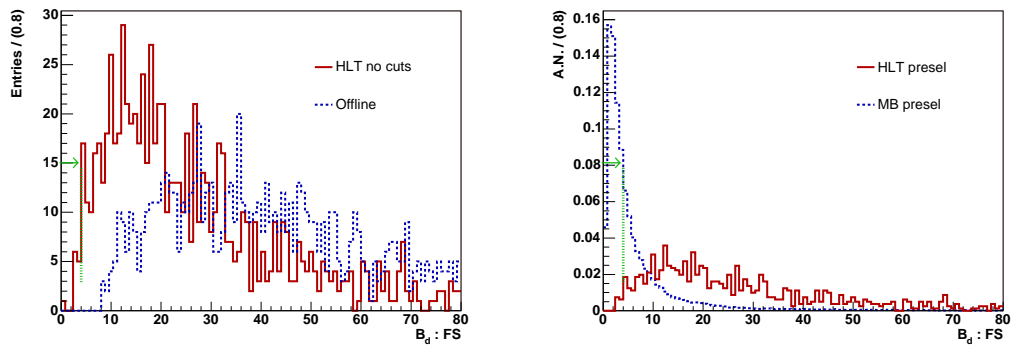 Entries / (0.8)
30
25
20
15
10
5
0
HLT no cuts
Offline
0 10 20 30 40 50 60 70 80
B_d : FS
A.N. / (0.8)
0.16
0.14
0.12
0.1
0.08
0.06
0.04
0.02
0
HLT presel
MB presel
0 10 20 30 40 50 60 70 80
B_d : FS